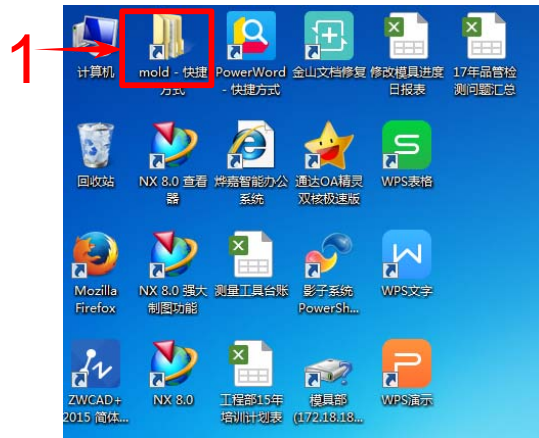 1
计算机
mold - 快捷
方式
PowerWord
- 快捷方式
金山文档修复
修改模具进度
日报表
17年品管检
测问题汇总
回收站
NX 8.0 查看
器
烨嘉智能办公
系统
通达OA精灵
双核极速版
WPS表格
Mozilla
Firefox
NX 8.0 强大
制图功能
测量工具台账
影子系统
PowerSh...
WPS文字
ZWCAD+
2015 简体...
NX 8.0
工程部15年
培训计划表
模具部
(172.18.18...
WPS演示